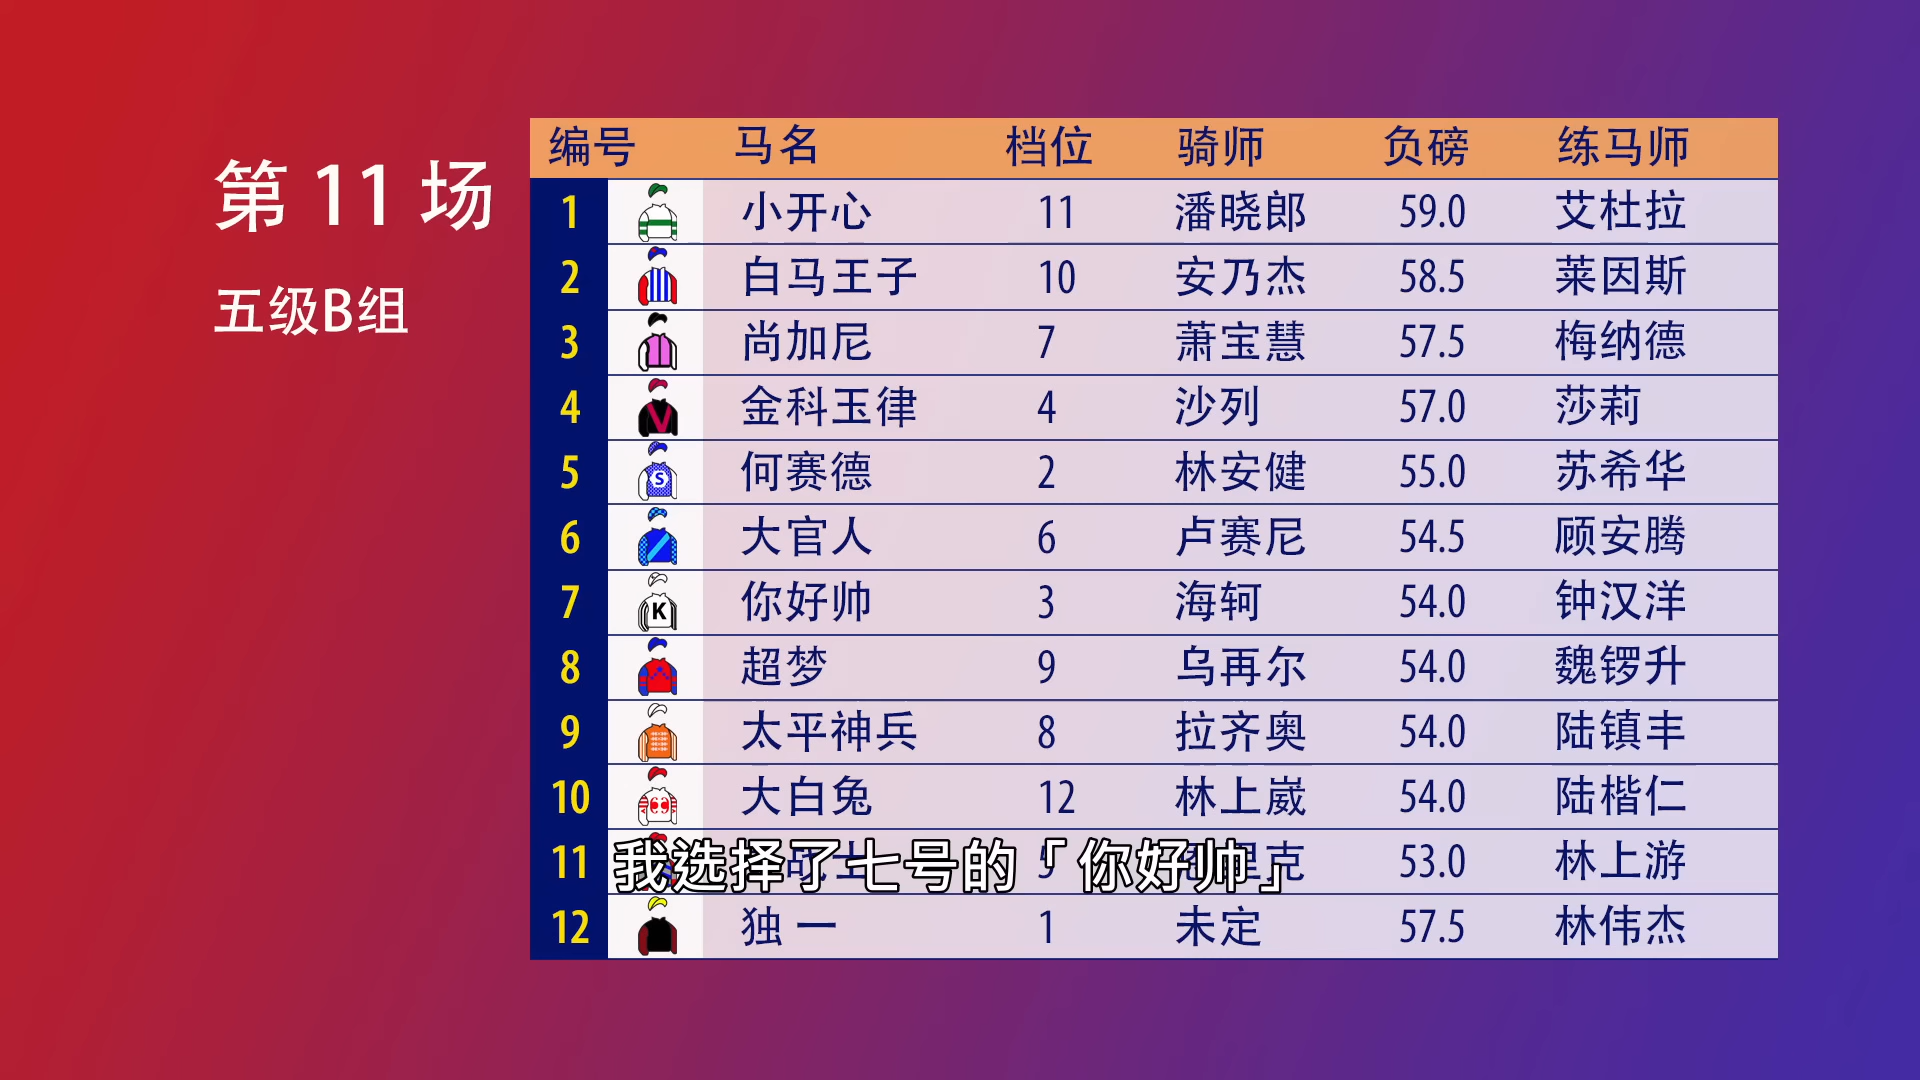 第 11 场
五级B组
编号 马名 档位 骑师 负磅 练马师
1 小开心 11 潘晓郎 59.0 艾杜拉
2 白马王子 10 安乃杰 58.5 莱因斯
3 尚加尼 7 萧宝慧 57.5 梅纳德
4 金科玉律 4 沙列 57.0 莎莉
5 S 何赛德 2 林安健 55.0 苏希华
6 大官人 6 卢赛尼 54.5 顾安腾
7 K 你好帅 3 海轲 54.0 钟汉洋
8 超梦 9 乌再尔 54.0 魏锣升
9 太平神兵 8 拉齐奥 54.0 陆镇丰
10 大白兔 12 林上崴 54.0 陆楷仁
11 战士 5 里克 53.0 林上游
我选择了七号的「你好帅」
12 独一 1 未定 57.5 林伟杰